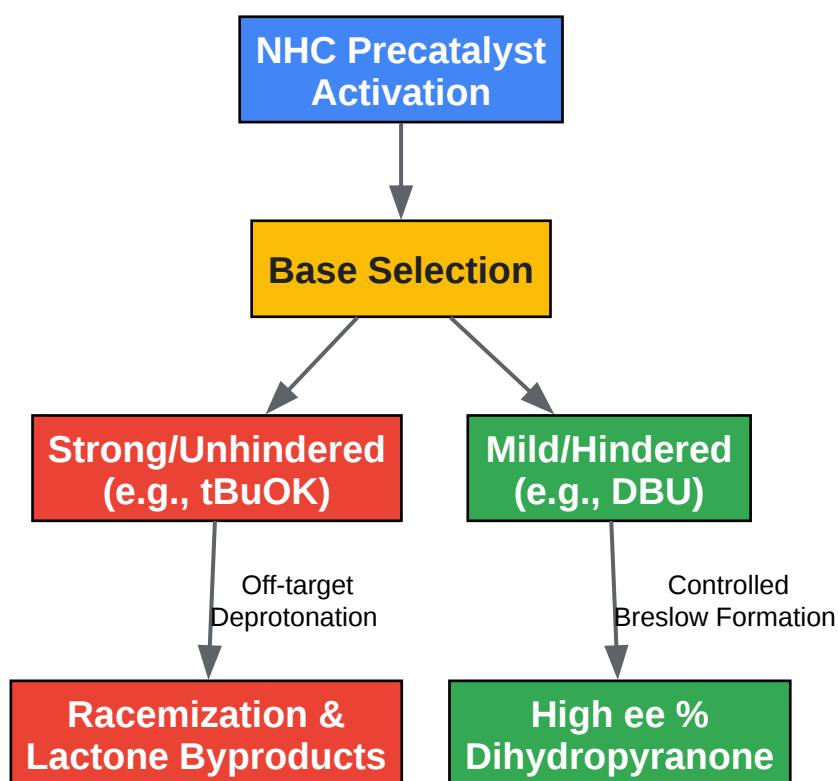 NHC Precatalyst
Activation
Base Selection
Strong/Unhindered
(e.g., tBuOK)
Mild/Hindered
(e.g., DBU)
Off-target
Deprotonation
Controlled
Breslow Formation
Racemization &
Lactone Byproducts
High ee %
Dihydropyranone